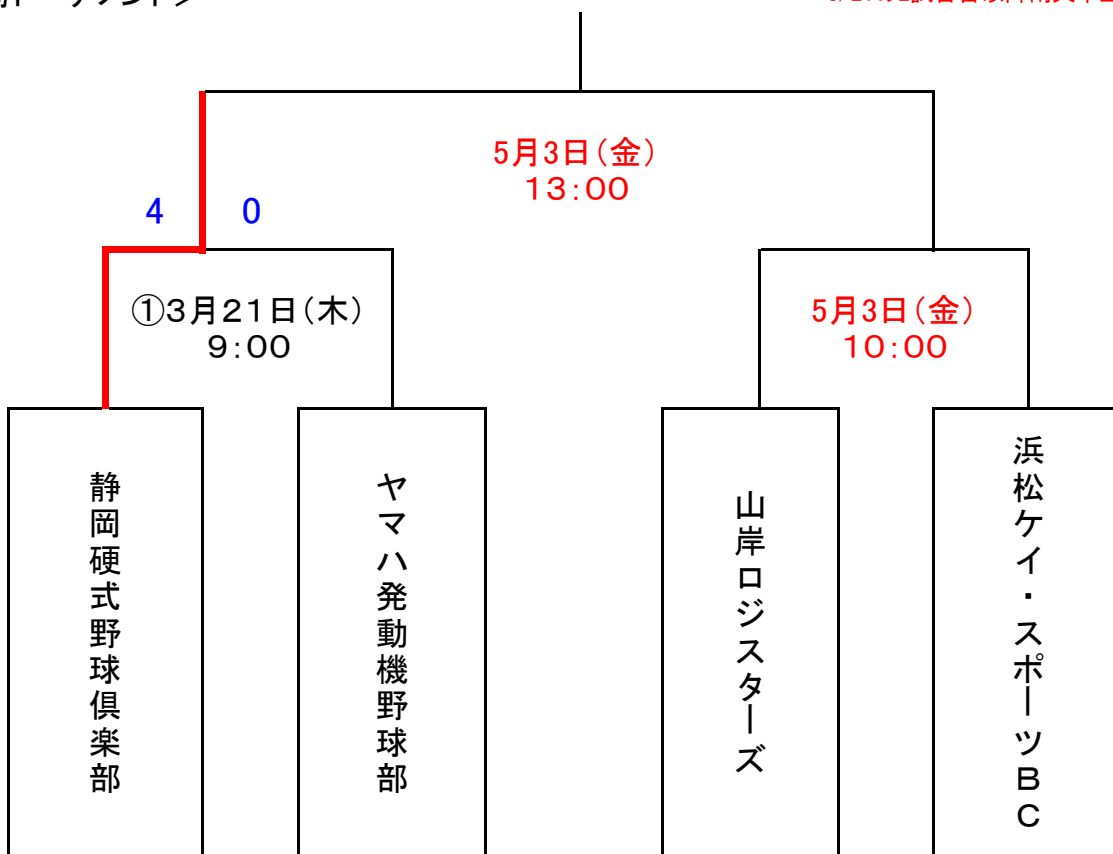 5月3日(金)
13:00
4 0
①3月21日(木)
9:00
5月3日(金)
10:00
静岡硬式野球倶楽部
ヤマハ発動機野球部
山岸ロジスターズ
浜松ケイ・スポーツBC